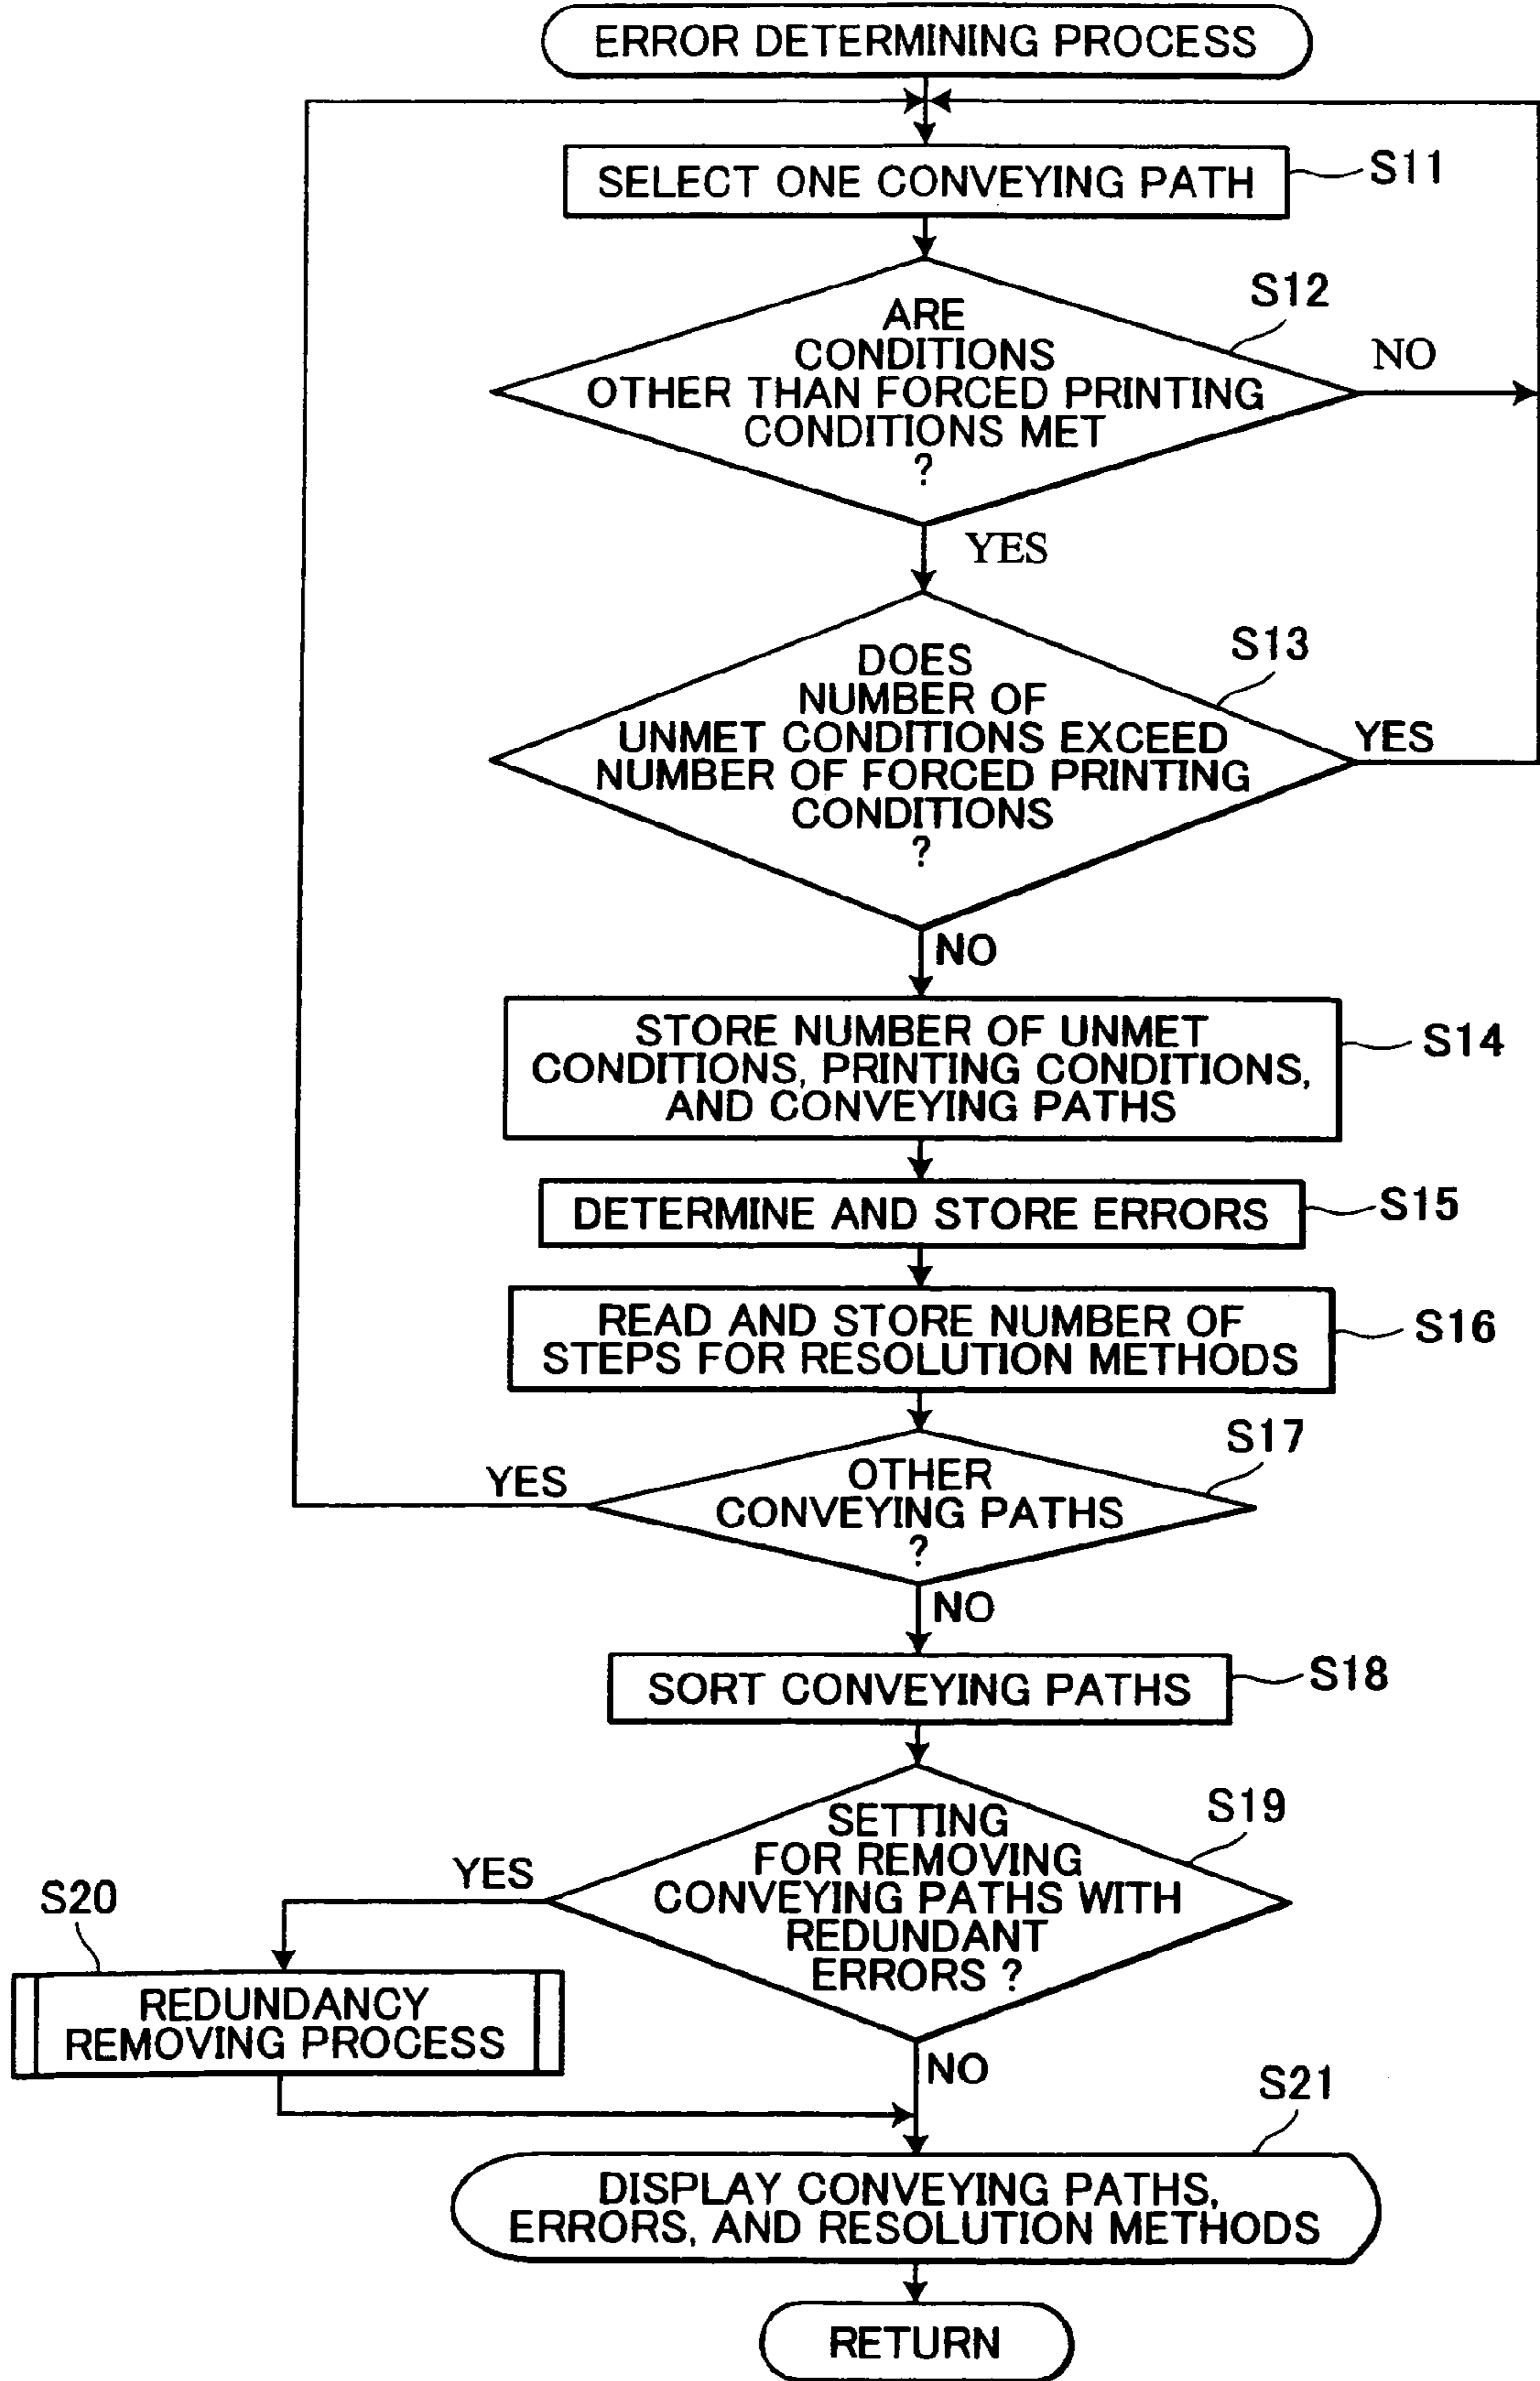 ERROR DETERMINING PROCESS
SELECT ONE CONVEYING PATH
S11
S12
ARE
CONDITIONS
OTHER THAN FORCED PRINTING
CONDITIONS MET
?
NO
YES
S13
DOES
NUMBER OF
UNMET CONDITIONS EXCEED
NUMBER OF FORCED PRINTING
CONDITIONS
?
YES
NO
STORE NUMBER OF UNMET
CONDITIONS, PRINTING CONDITIONS,
AND CONVEYING PATHS
S14
DETERMINE AND STORE ERRORS
S15
READ AND STORE NUMBER OF
STEPS FOR RESOLUTION METHODS
S16
S17
OTHER
CONVEYING PATHS
?
YES
NO
SORT CONVEYING PATHS
S18
S19
SETTING
FOR REMOVING
CONVEYING PATHS WITH
REDUNDANT
ERRORS ?
YES
S20
REDUNDANCY
REMOVING PROCESS
NO
S21
DISPLAY CONVEYING PATHS,
ERRORS, AND RESOLUTION METHODS
RETURN